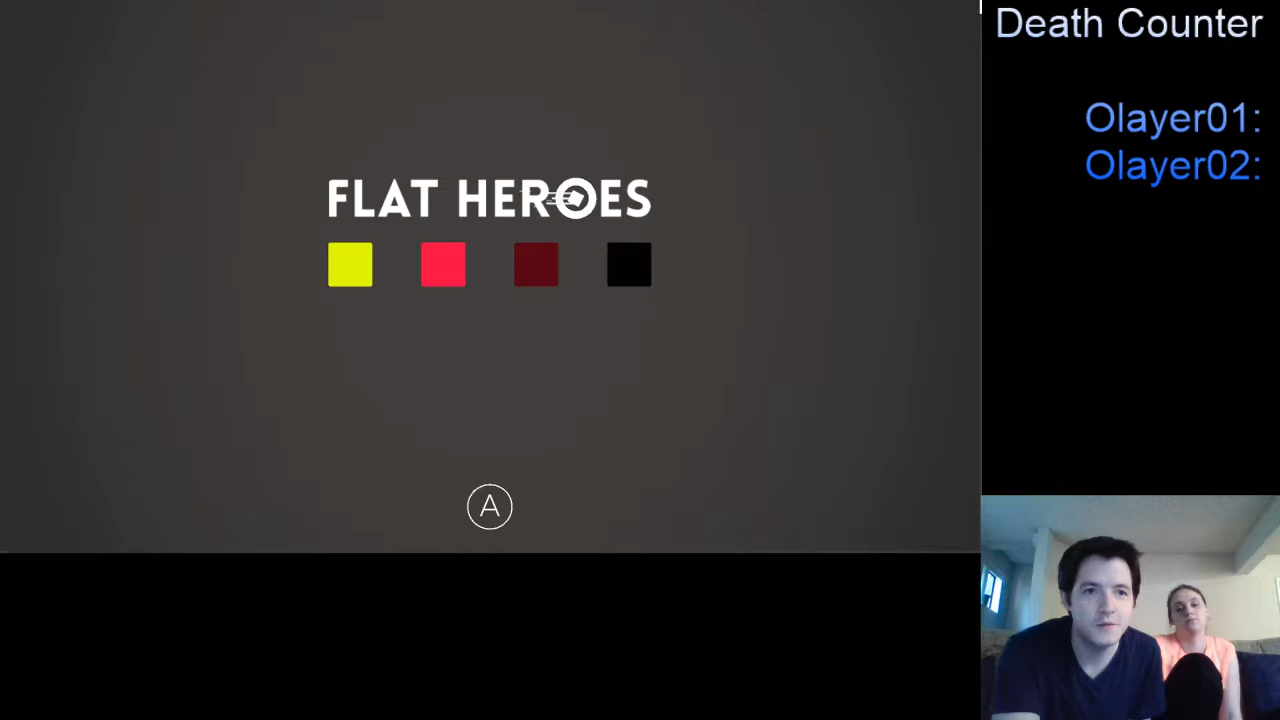 Death Counter
Olayer01:
Olayer02:
FLAT HEROES
A